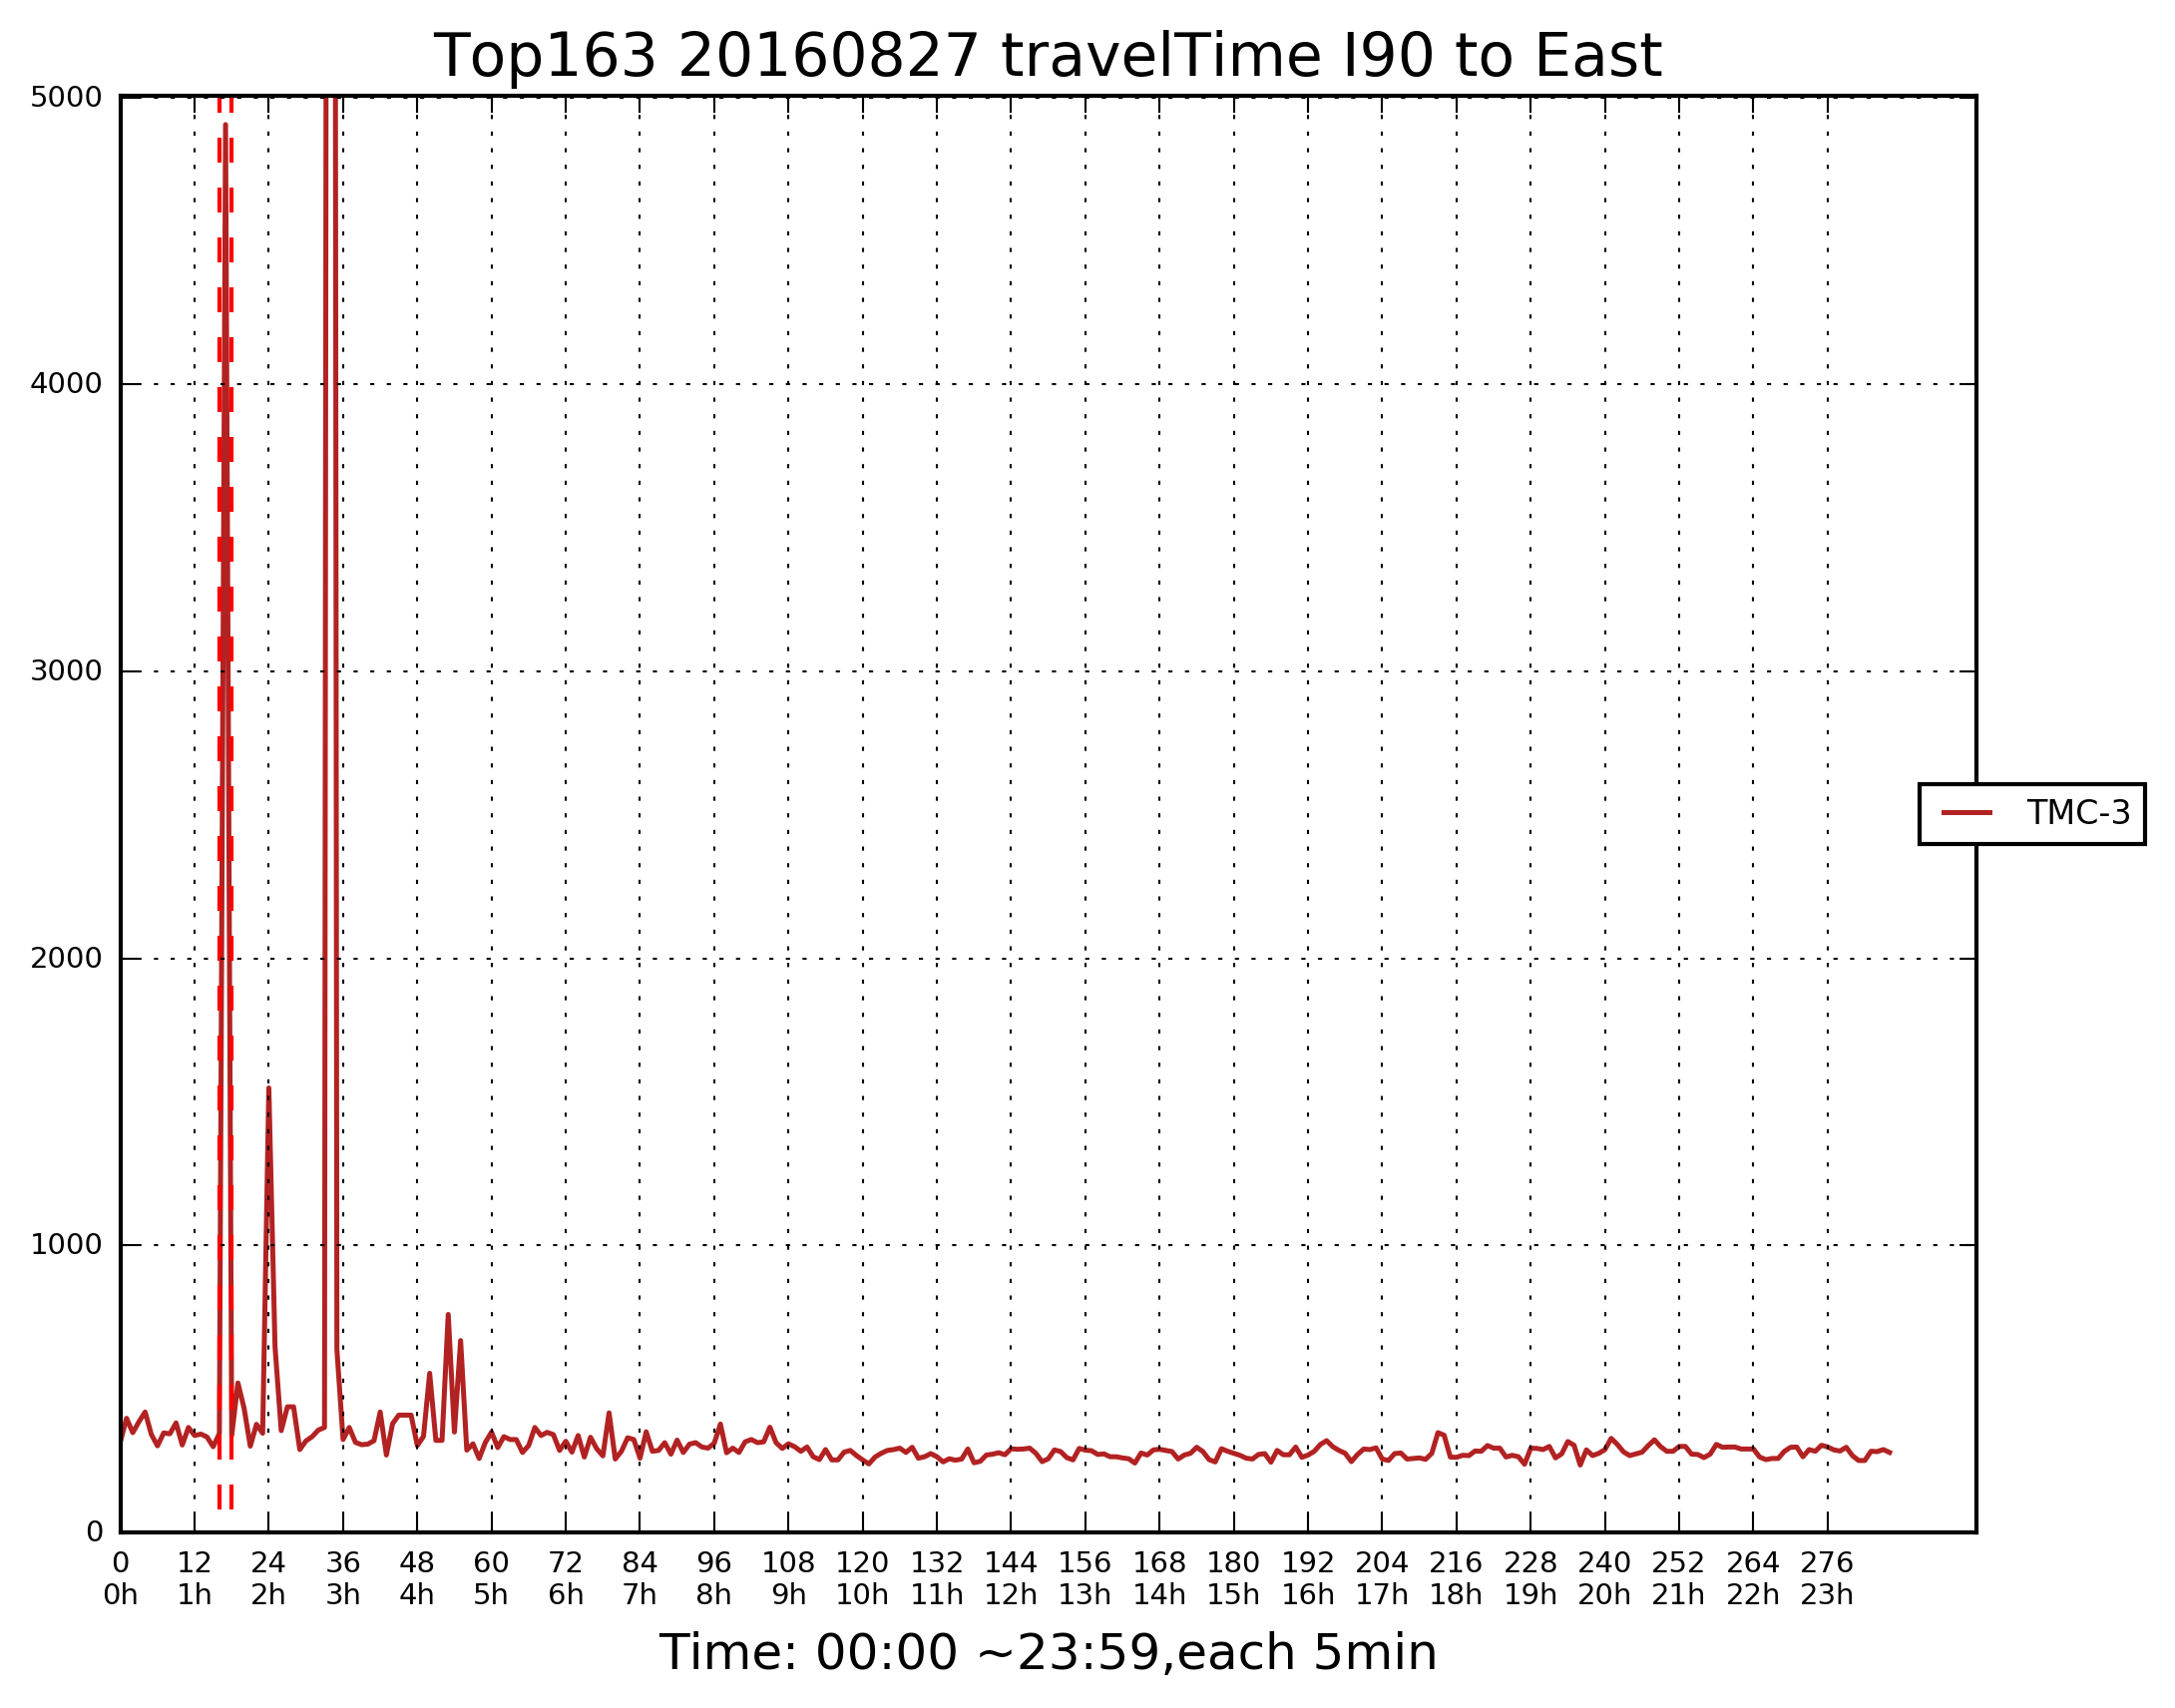 Top163 20160827 travelTime I90 to East
5000
4000
3000
2000
1000
0
TMC-3
0 12 24 36 48 60 72 84 96 108 120 132 144 156 168 180 192 204 216 228 240 252 264 276
0h 1h 2h 3h 4h 5h 6h 7h 8h 9h 10h 11h 12h 13h 14h 15h 16h 17h 18h 19h 20h 21h 22h 23h
Time: 00:00 ~23:59,each 5min